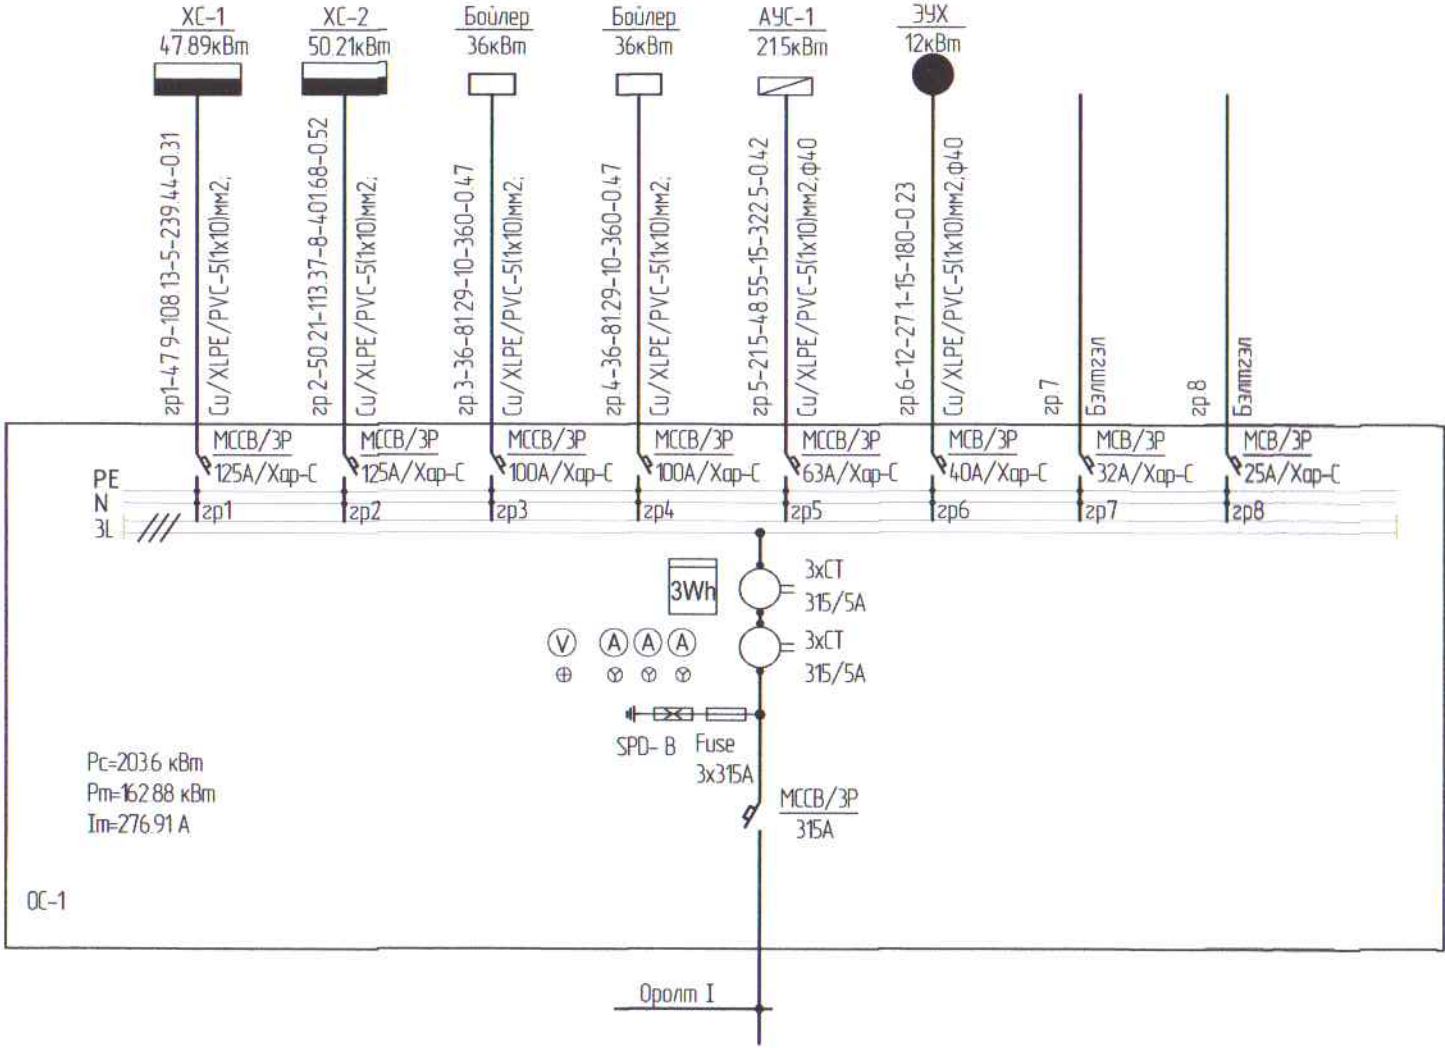 ХС-1
47.89кВт
ХС-2
50.21кВт
Бойлер
36кВт
Бойлер
36кВт
АУС-1
21.5кВт
ЭУХ
12кВт
гр1-47.9-108.13-5-239.44-0.31
Cu/XLPE/PVC-5(1x10)мм2;
гр.2-50.21-113.37-8-401.68-0.52
Cu/XLPE/PVC-5(1x10)мм2;
гр.3-36-81.29-10-360-0.47
Cu/XLPE/PVC-5(1x10)мм2;
гр.4-36-81.29-10-360-0.47
Cu/XLPE/PVC-5(1x10)мм2;
гр.5-21.5-48.55-15-322.5-0.42
Cu/XLPE/PVC-5(1x10)мм2;ф40
гр.6-12-27.1-15-180-0.23
Cu/XLPE/PVC-5(1x10)мм2;ф40
гр.7
Бэлтгэл
гр.8
Бэлтгэл
MCCB/3P
125A/Хар-С
MCCB/3P
125A/Хар-С
MCCB/3P
100A/Хар-С
MCCB/3P
100A/Хар-С
MCCB/3P
63A/Хар-С
MCB/3P
40A/Хар-С
MCB/3P
32A/Хар-С
MCB/3P
25A/Хар-С
PE
N
3L
гр1
гр2
гр3
гр4
гр5
гр6
гр7
гр8
3Wh
3xCT
315/5A
V A A A
3xCT
315/5A
SPD-B
Fuse
3x315A
MCCB/3P
315A
Рс=203.6 кВт
Рт=162.88 кВт
Iт=276.91 А
ОС-1
Оролт I